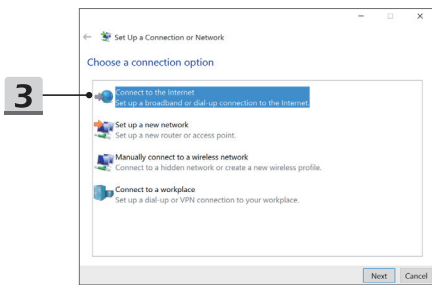 Set Up a Connection or Network
Choose a connection option
3
Connect to the Internet
Set up a broadband or dial-up connection to the Internet.
Set up a new network
Set up a new router or access point.
Manually connect to a wireless network
Connect to a hidden network or create a new wireless profile.
Connect to a workplace
Set up a dial-up or VPN connection to your workplace.
Next Cancel